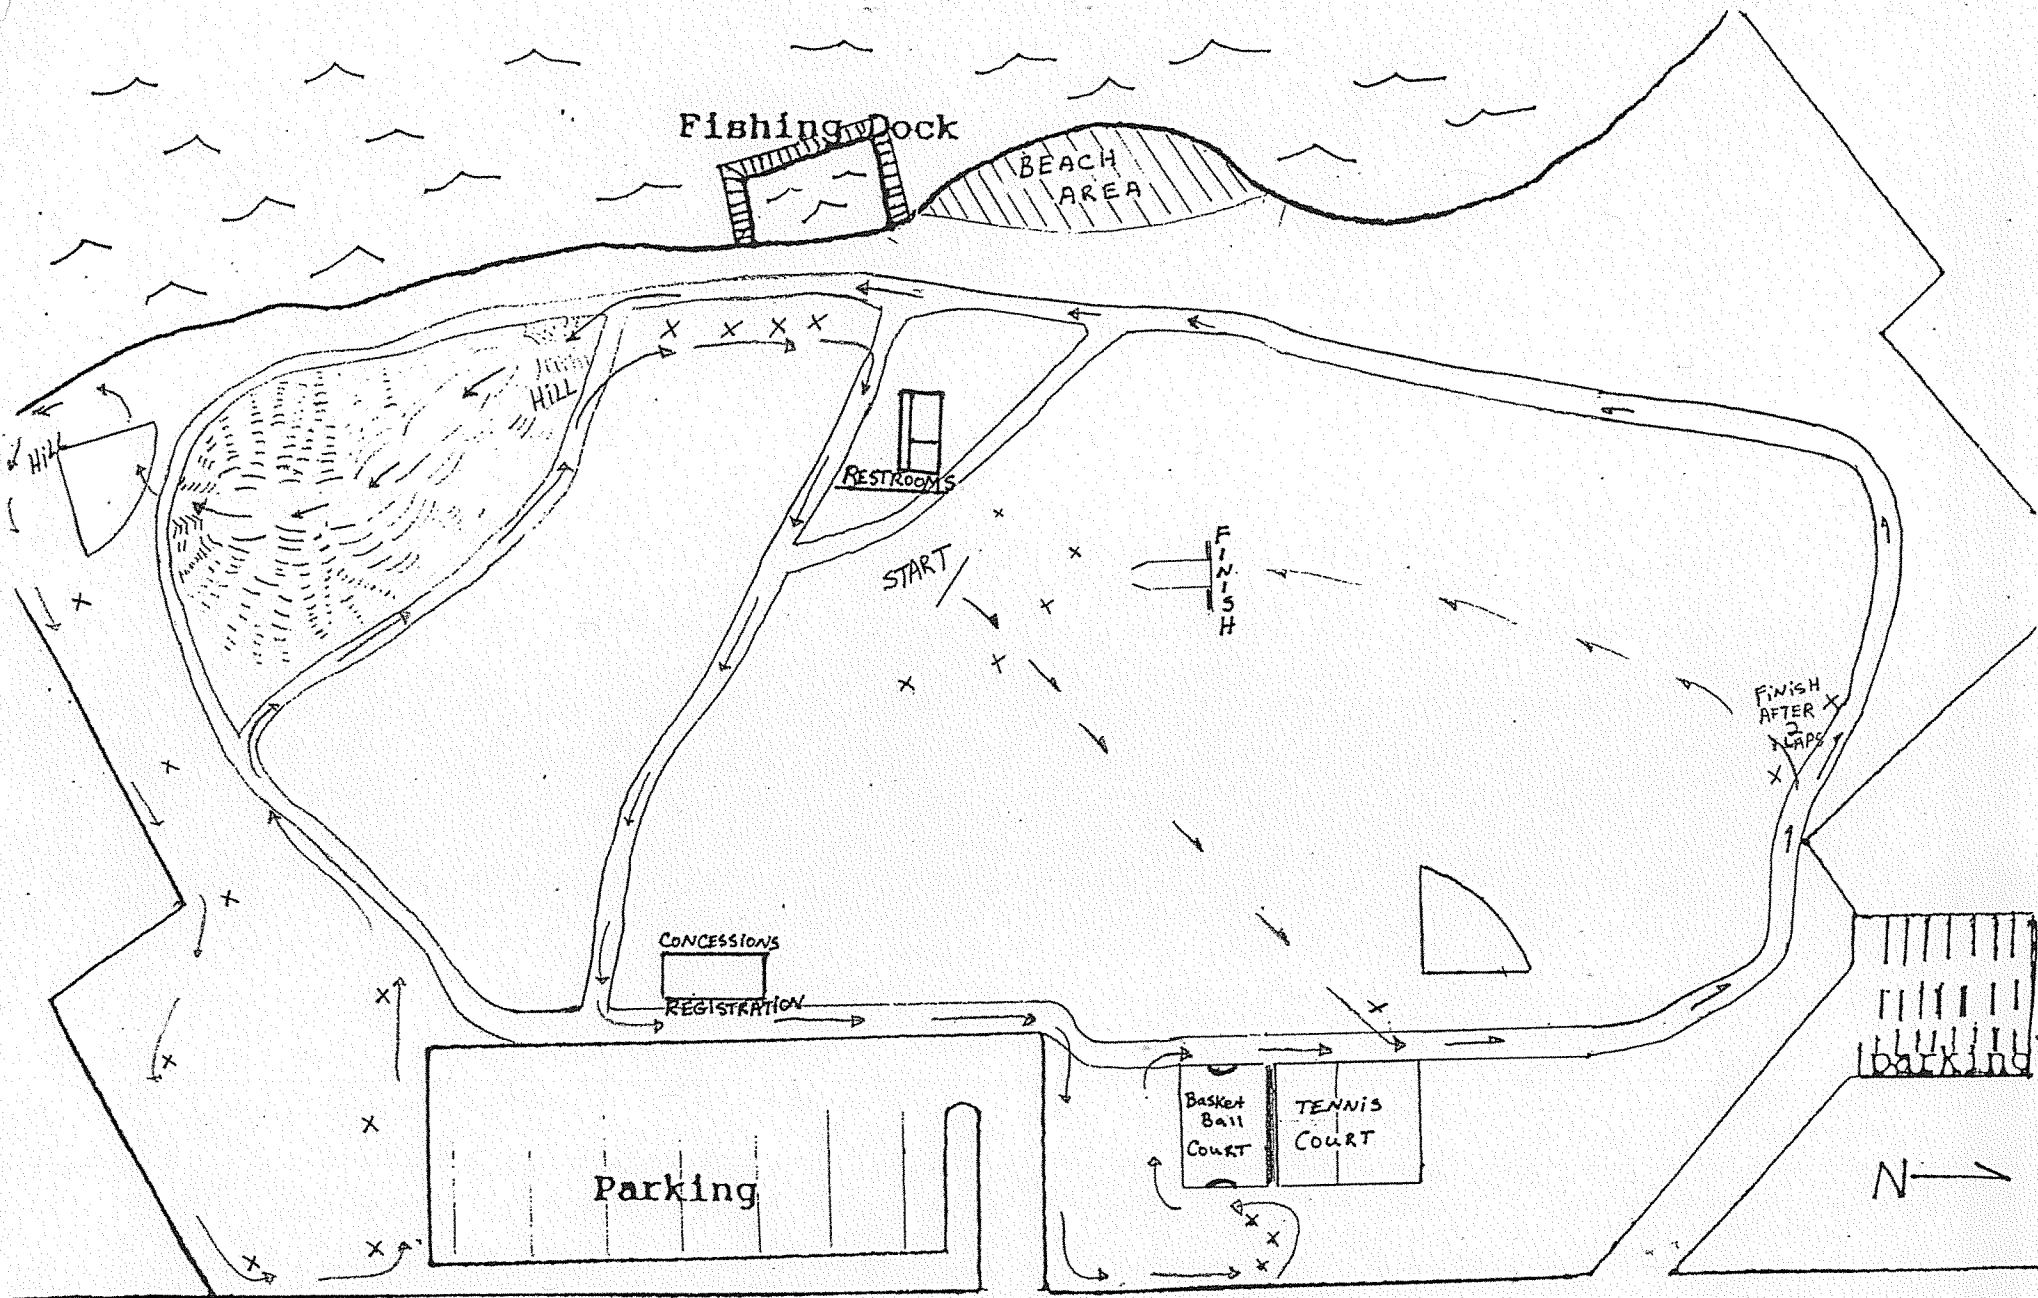 Fishing Dock
BEACH
AREA
HiLL
HiLL
RESTROOMS
START
FINISH
FiNiSH
AFTER
2
LAPS
CONCESSIONS
REGISTRATION
Basket
Ball
COURT
TENNiS
COURT
Parking
parking
N